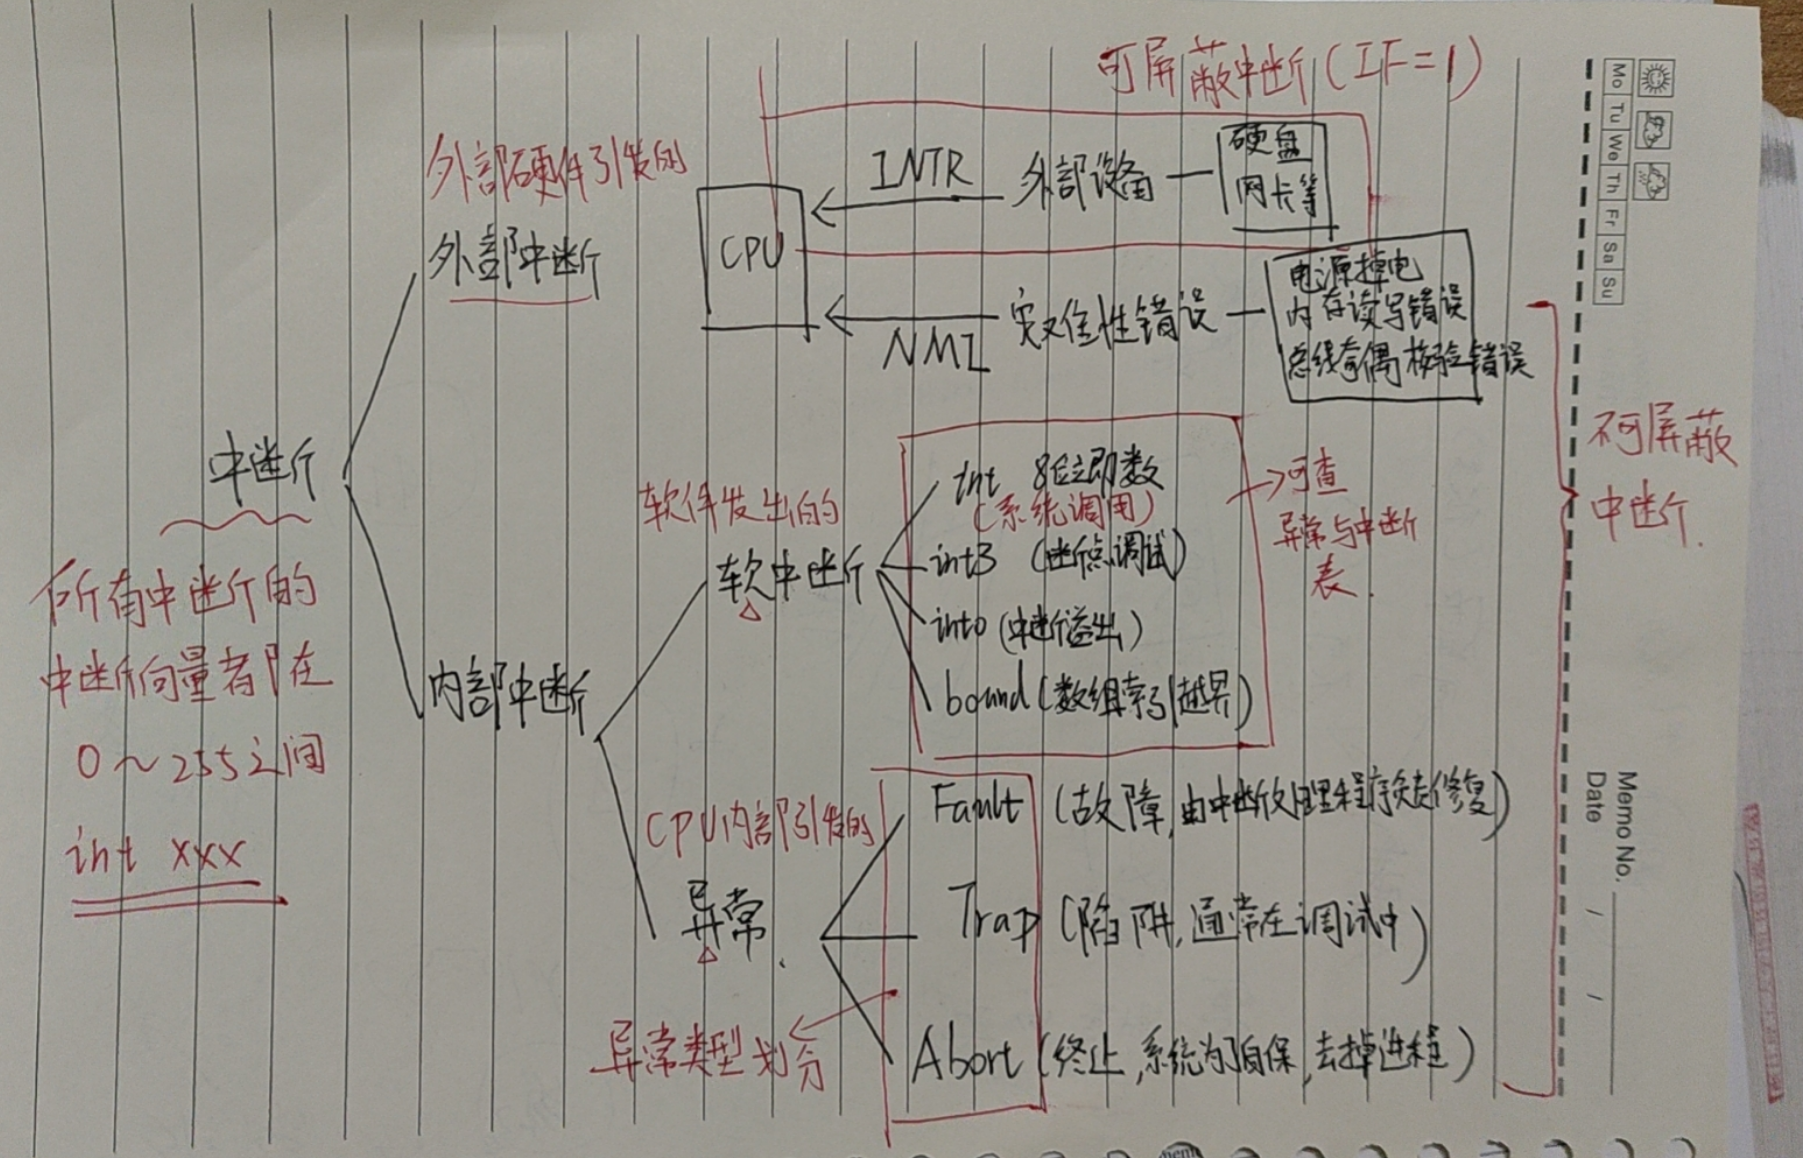 可屏蔽中断(IF=1)
外部硬件引发的
外部中断
CPU
INTR
外部设备
硬盘
网卡等
NMI
灾难性错误
电源掉电
内存读写错误
总线奇偶校验错误
不可屏蔽
中断.
中断
所有中断的
中断向量都在
0~255之间
int xxx
内部中断
软件发出的
软中断
int 8位立即数
(系统调用)
int3 (断点调试)
into (中断溢出)
bound (数组索引越界)
可查
异常与中断
表.
CPU内部引发的
异常.
Fault (故障,由中断处理程序去修复)
Trap (陷阱,通常在调试中)
Abort (终止,系统为了自保,去掉进程)
异常类型划分
Mo Tu We Th Fr Sa Su
Memo No.
Date / /